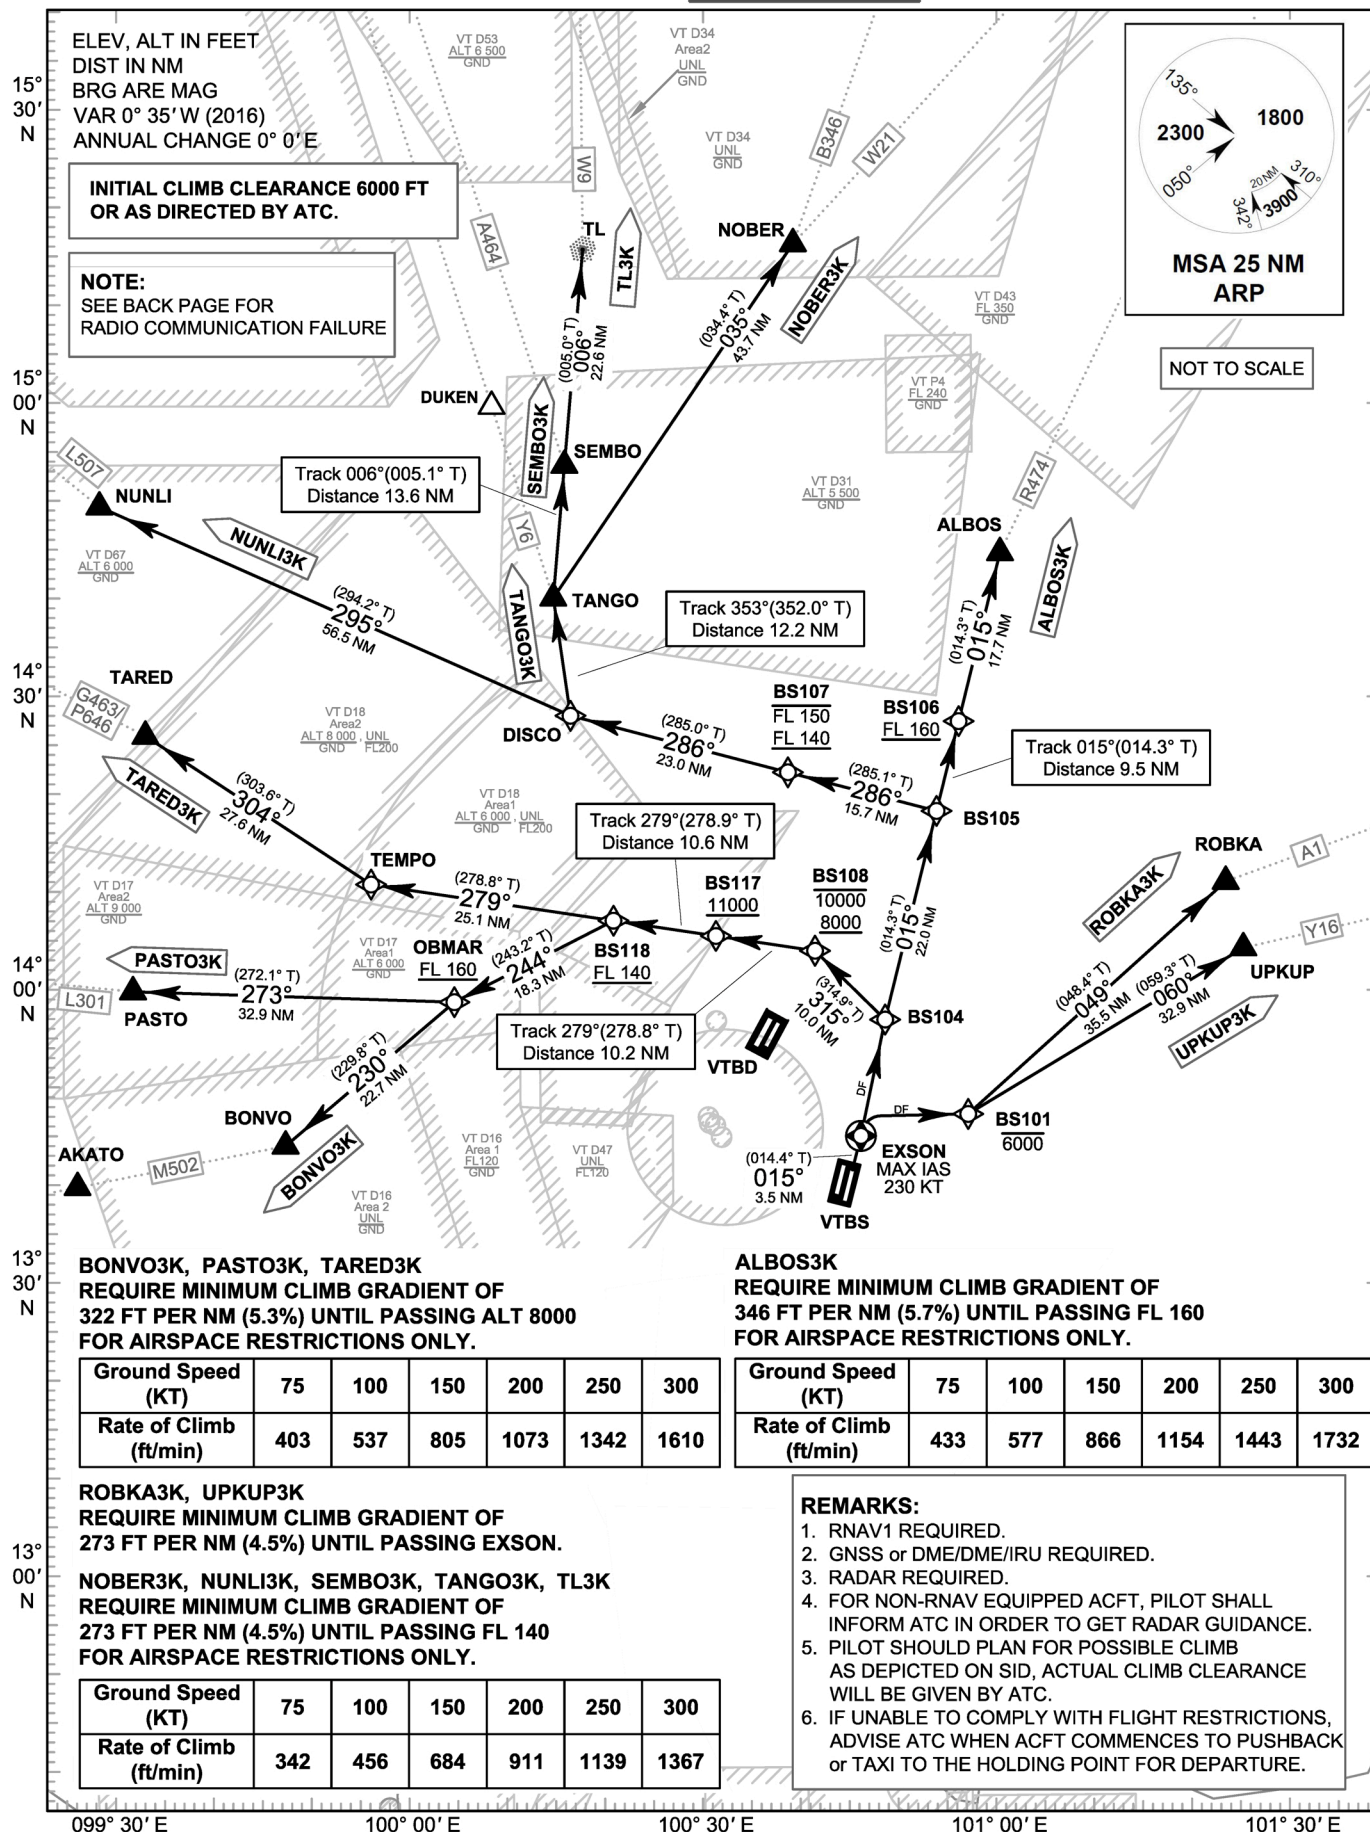 ELEV, ALT IN FEET
DIST IN NM
BRG ARE MAG
VAR 0° 35′ W (2016)
ANNUAL CHANGE 0° 0′ E
INITIAL CLIMB CLEARANCE 6000 FT
OR AS DIRECTED BY ATC.
NOTE:
SEE BACK PAGE FOR
RADIO COMMUNICATION FAILURE
VT D53
ALT 6 500
GND
VT D34
Area2
UNL
GND
VT D34
UNL
GND
B346
W21
W9
A464
135°
2300
1800
050°
20 NM
310°
342°
3900
MSA 25 NM
ARP
NOT TO SCALE
TL
TL3K
NOBER
NOBER3K
(034.4° T)
035°
43.7 NM
(005.0° T)
006°
22.6 NM
VT D43
FL 350
GND
VT P4
FL 240
GND
DUKEN
SEMBO3K
SEMBO
Track 006°(005.1° T)
Distance 13.6 NM
L507
NUNLI
NUNLI3K
VT D67
ALT 6 000
GND
Y6
VT D31
ALT 5 500
GND
R474
ALBOS
ALBOS3K
(014.3° T)
015°
17.7 NM
TANGO
TANGO3K
Track 353°(352.0° T)
Distance 12.2 NM
(294.2° T)
295°
56.5 NM
TARED
G463/
P646
TARED3K
VT D18
Area2
ALT 8 000 , UNL
GND FL200
DISCO
(285.0° T)
286°
23.0 NM
BS107
FL 150
FL 140
BS106
FL 160
Track 015°(014.3° T)
Distance 9.5 NM
(285.1° T)
286°
15.7 NM
BS105
(303.6° T)
304°
27.6 NM
VT D18
Area1
ALT 6 000 , UNL
GND FL200
Track 279°(278.9° T)
Distance 10.6 NM
TEMPO
(278.8° T)
279°
25.1 NM
BS117
11000
BS108
10000
8000
(014.3° T)
015°
22.0 NM
ROBKA
A1
ROBKA3K
Y16
UPKUP
UPKUP3K
(048.4° T)
049°
35.5 NM
(059.3° T)
060°
32.9 NM
VT D17
Area2
ALT 9 000
GND
VT D17
Area1
ALT 6 000
GND
OBMAR
FL 160
BS118
FL 140
(243.2° T)
244°
18.3 NM
PASTO3K
L301
PASTO
(272.1° T)
273°
32.9 NM
Track 279°(278.8° T)
Distance 10.2 NM
(314.9° T)
315°
10.0 NM
BS104
VTBD
(229.8° T)
230°
22.7 NM
BONVO
BONVO3K
AKATO
M502
VT D16
Area 2
UNL
GND
VT D16
Area 1
FL120
GND
VT D47
UNL
FL120
DF
DF
BS101
6000
EXSON
MAX IAS
230 KT
(014.4° T)
015°
3.5 NM
VTBS
15°
30′
N
15°
00′
N
14°
30′
N
14°
00′
N
13°
30′
N
13°
00′
N
BONVO3K, PASTO3K, TARED3K
REQUIRE MINIMUM CLIMB GRADIENT OF
322 FT PER NM (5.3%) UNTIL PASSING ALT 8000
FOR AIRSPACE RESTRICTIONS ONLY.
Ground Speed (KT) 75 100 150 200 250 300
Rate of Climb (ft/min) 403 537 805 1073 1342 1610
ALBOS3K
REQUIRE MINIMUM CLIMB GRADIENT OF
346 FT PER NM (5.7%) UNTIL PASSING FL 160
FOR AIRSPACE RESTRICTIONS ONLY.
Ground Speed (KT) 75 100 150 200 250 300
Rate of Climb (ft/min) 433 577 866 1154 1443 1732
ROBKA3K, UPKUP3K
REQUIRE MINIMUM CLIMB GRADIENT OF
273 FT PER NM (4.5%) UNTIL PASSING EXSON.
NOBER3K, NUNLI3K, SEMBO3K, TANGO3K, TL3K
REQUIRE MINIMUM CLIMB GRADIENT OF
273 FT PER NM (4.5%) UNTIL PASSING FL 140
FOR AIRSPACE RESTRICTIONS ONLY.
Ground Speed (KT) 75 100 150 200 250 300
Rate of Climb (ft/min) 342 456 684 911 1139 1367
REMARKS:
1. RNAV1 REQUIRED.
2. GNSS or DME/DME/IRU REQUIRED.
3. RADAR REQUIRED.
4. FOR NON-RNAV EQUIPPED ACFT, PILOT SHALL
INFORM ATC IN ORDER TO GET RADAR GUIDANCE.
5. PILOT SHOULD PLAN FOR POSSIBLE CLIMB
AS DEPICTED ON SID, ACTUAL CLIMB CLEARANCE
WILL BE GIVEN BY ATC.
6. IF UNABLE TO COMPLY WITH FLIGHT RESTRICTIONS,
ADVISE ATC WHEN ACFT COMMENCES TO PUSHBACK
or TAXI TO THE HOLDING POINT FOR DEPARTURE.
099° 30′ E
100° 00′ E
100° 30′ E
101° 00′ E
101° 30′ E